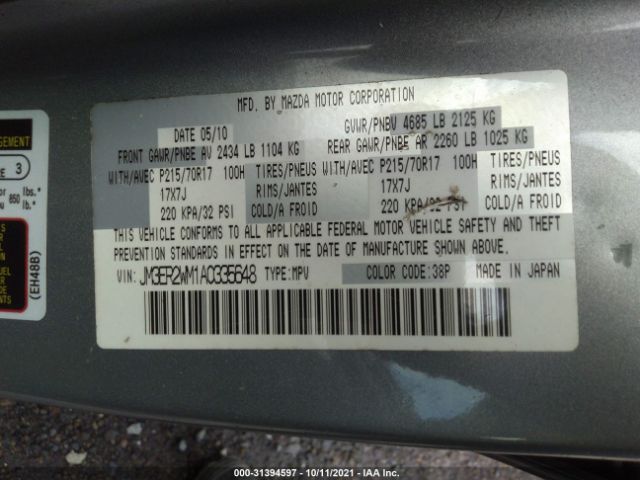 MFD. BY MAZDA MOTOR CORPORATION
DATE 05/10 GVWR/PNBV 4685 LB 2125 KG
FRONT GAWR/PNBE AV 2434 LB 1104 KG REAR GAWR/PNBE AR 2260 LB 1025 KG
WITH/AVEC P215/70R17 100H TIRES/PNEUS WITH/AVEC P215/70R17 100H TIRES/PNEUS
17X7J RIMS/JANTES 17X7J RIMS/JANTES
220 KPA/32 PSI COLD/A FROID 220 KPA/32 PSI COLD/A FROID
THIS VEHICLE CONFORMS TO ALL APPLICABLE FEDERAL MOTOR VEHICLE SAFETY AND THEFT
PREVENTION STANDARDS IN EFFECT ON THE DATE OF MANUFACTURE SHOWN ABOVE.
VIN: JM3ER2WM1A0335648 TYPE:MPV COLOR CODE:38P MADE IN JAPAN
3
850 lbs.*
lb.*
(EH48B)
000-31394597 - 10/11/2021 - IAA Inc.